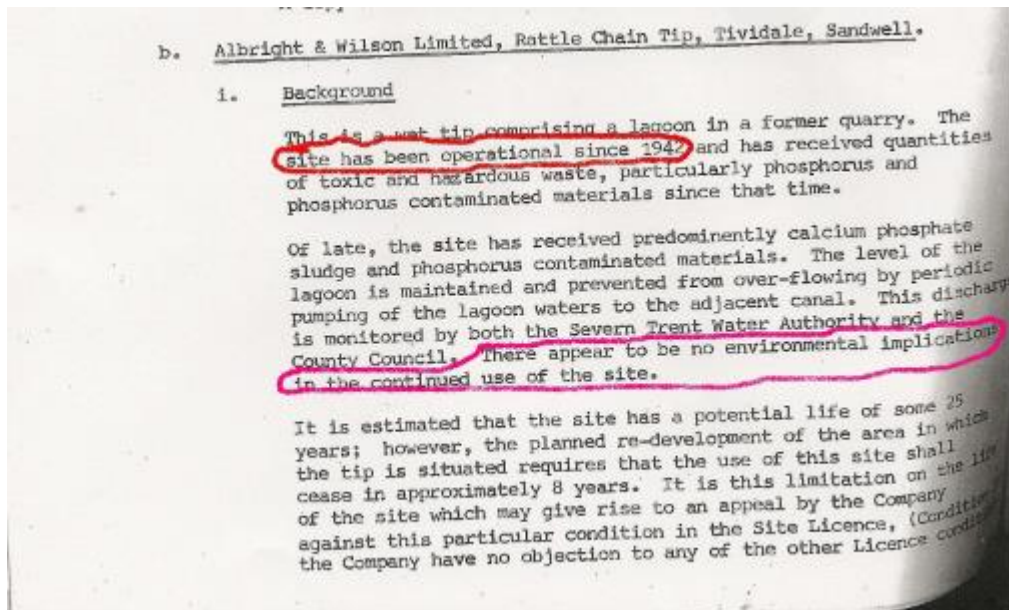 b. Albright & Wilson Limited, Rattle Chain Tip, Tividale, Sandwell.
i. Background
This is a wet tip comprising a lagoon in a former quarry. The
site has been operational since 1942 and has received quantities
of toxic and hazardous waste, particularly phosphorus and
phosphorus contaminated materials since that time.
Of late, the site has received predominently calcium phosphate
sludge and phosphorus contaminated materials. The level of the
lagoon is maintained and prevented from over-flowing by periodic
pumping of the lagoon waters to the adjacent canal. This discharge
is monitored by both the Severn Trent Water Authority and the
County Council. There appear to be no environmental implications
in the continued use of the site.
It is estimated that the site has a potential life of some 25
years; however, the planned re-development of the area in which
the tip is situated requires that the use of this site shall
cease in approximately 8 years. It is this limitation on the life
of the site which may give rise to an appeal by the Company
against this particular condition in the Site Licence, (Condition
the Company have no objection to any of the other Licence